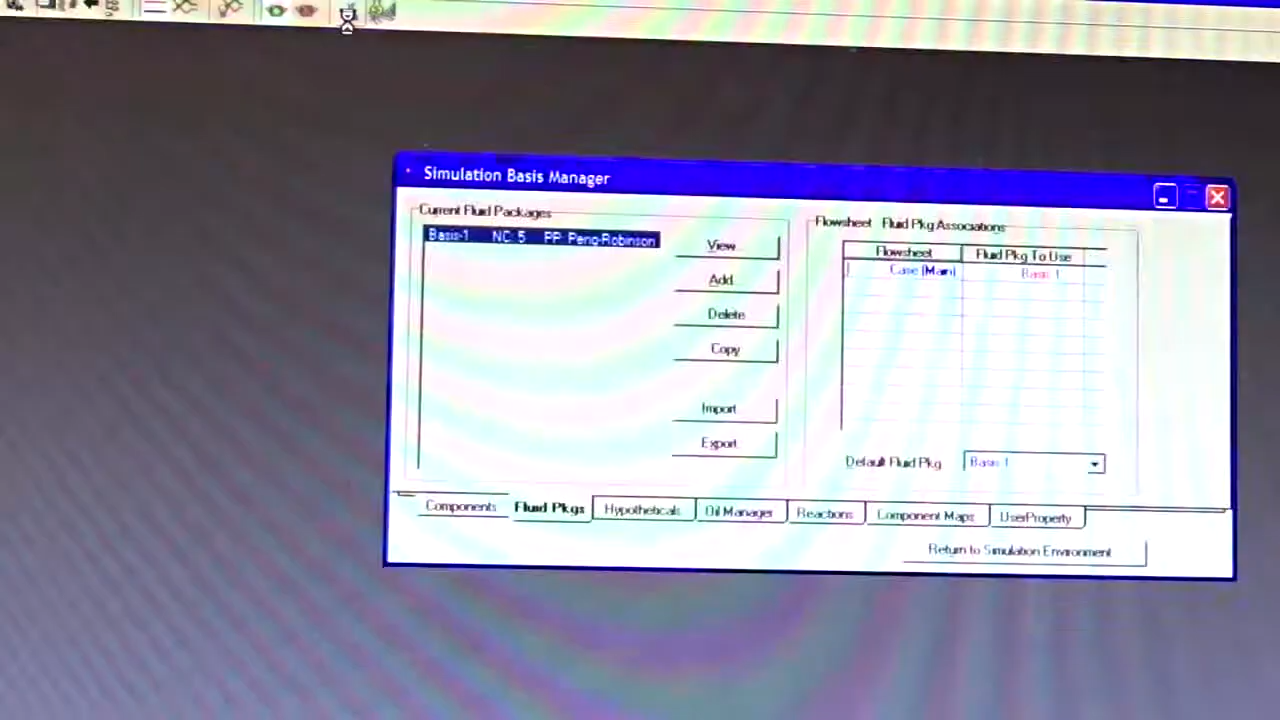 Simulation Basis Manager
Current Fluid Packages
Basis-1 NC: 5 PP: Peng-Robinson
View...
Add...
Delete
Copy
Import
Export
Flowsheet Fluid Pkg Associations
Flowsheet Fluid Pkg To Use
Case (Main) Basis-1
Default Fluid Pkg Basis-1
Components Fluid Pkgs Hypotheticals Oil Manager Reactions Component Maps UserProperty
Return to Simulation Environment